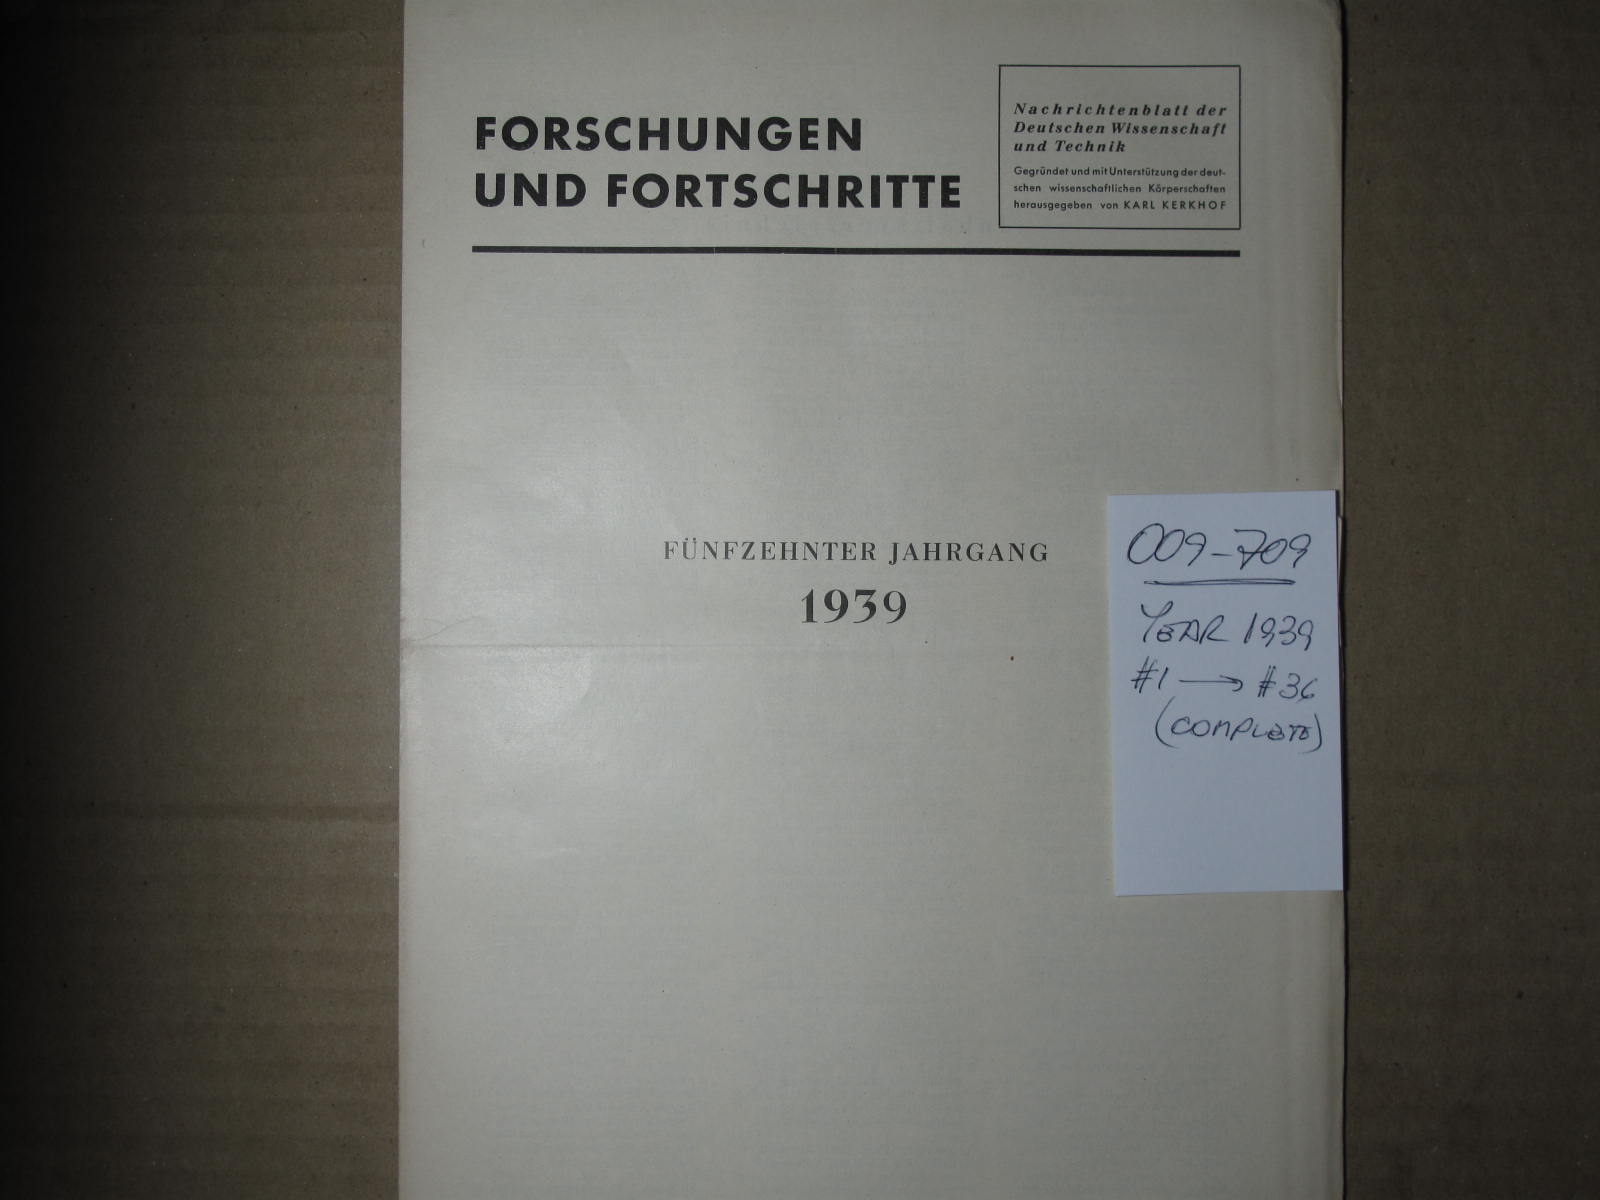 FORSCHUNGEN
UND FORTSCHRITTE
Nachrichtenblatt der
Deutschen Wissenschaft
und Technik
Gegründet und mit Unterstützung der deut-
schen wissenschaftlichen Körperschaften
herausgegeben von KARL KERKHOF
FÜNFZEHNTER JAHRGANG
1939
009-709
YEAR 1939
#1 → #36
(COMPLETE)